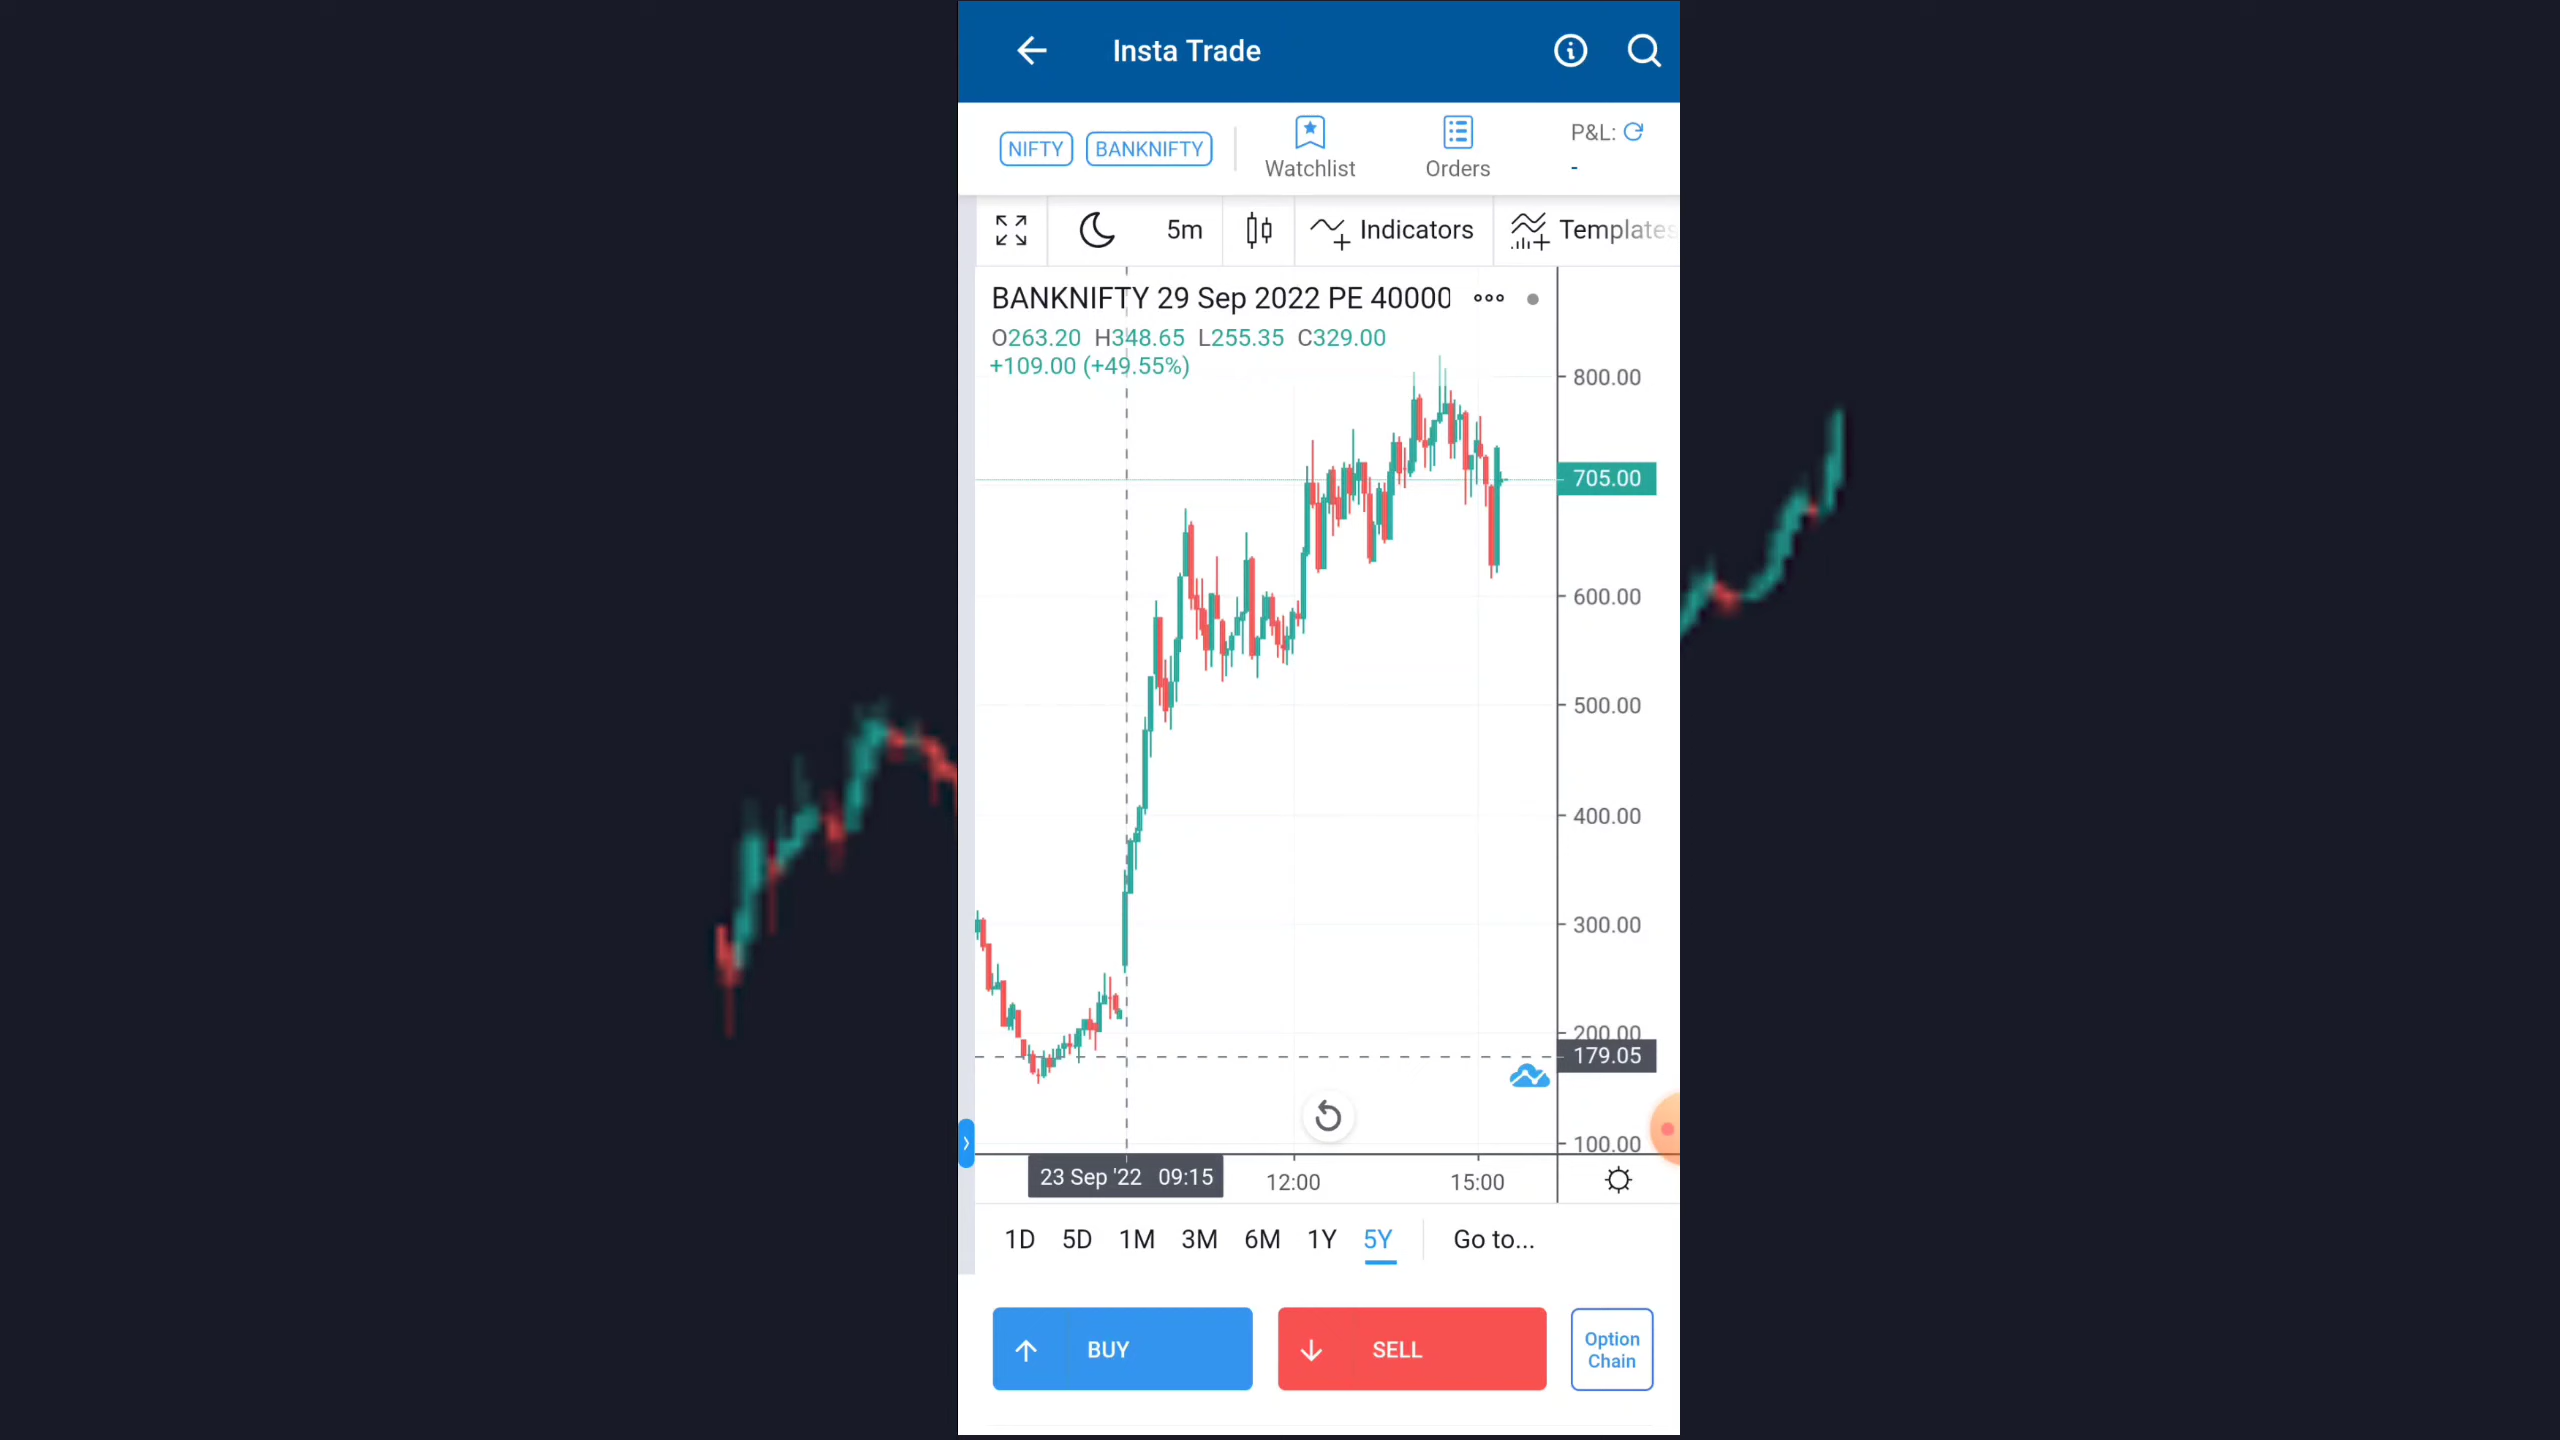 Insta Trade
NIFTY BANKNIFTY Watchlist Orders P&L: -
5m Indicators Templates
BANKNIFTY 29 Sep 2022 PE 40000
O263.20 H348.65 L255.35 C329.00
+109.00 (+49.55%)
800.00
705.00
600.00
500.00
400.00
300.00
200.00
179.05
100.00
23 Sep '22 09:15 12:00 15:00
1D 5D 1M 3M 6M 1Y 5Y Go to...
BUY SELL Option
Chain